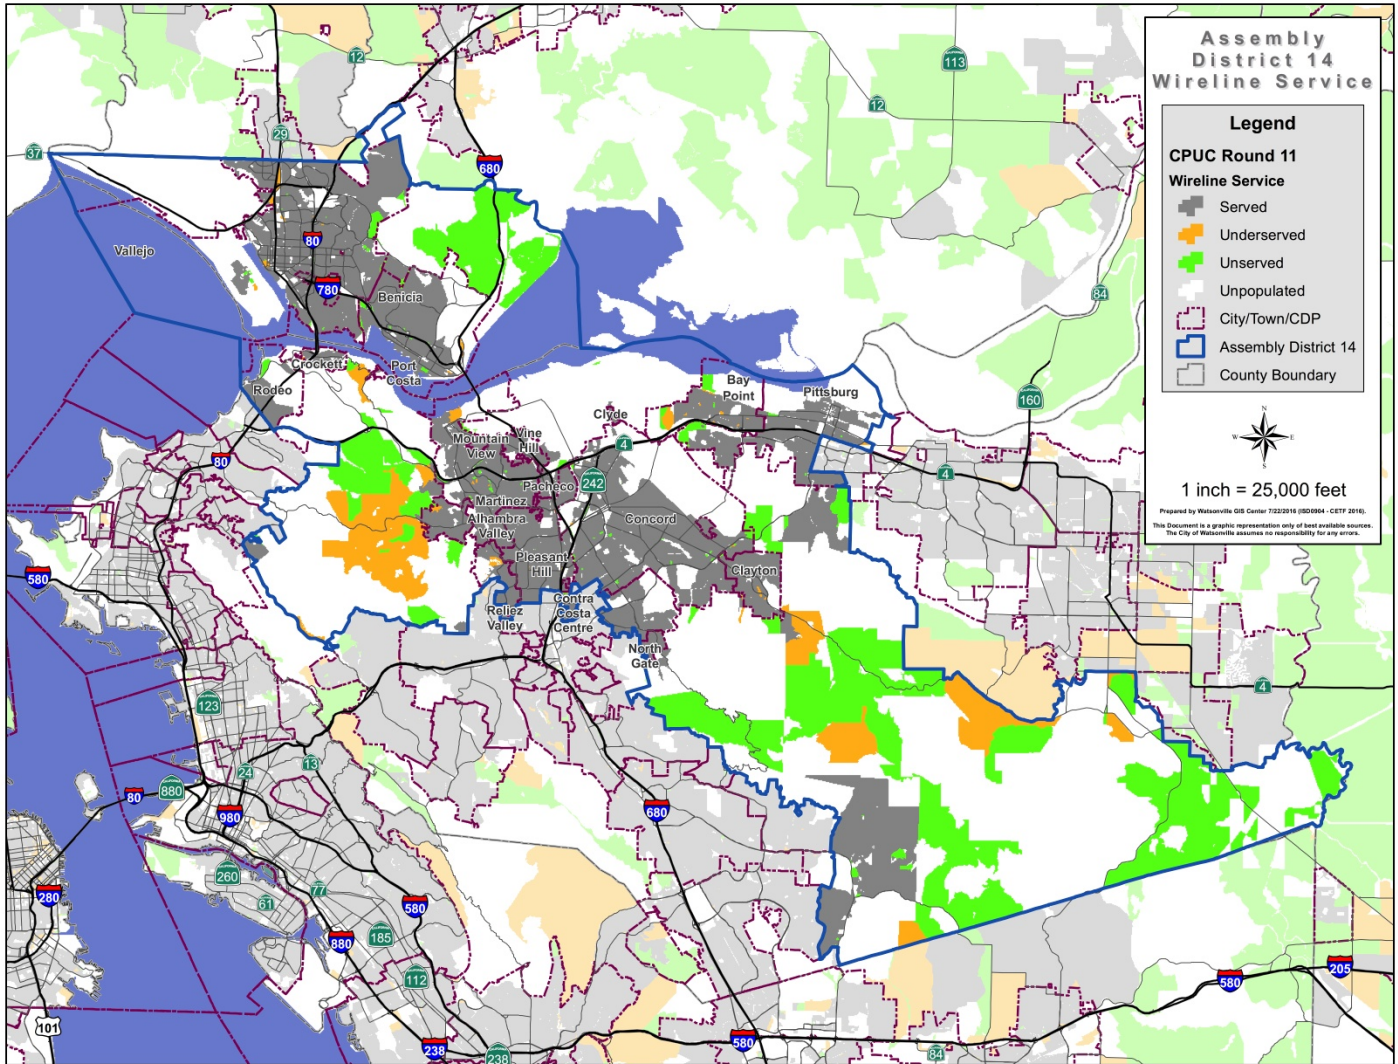 Assembly
District 14
Wireline Service
Legend
CPUC Round 11
Wireline Service
Served
Underserved
Unserved
Unpopulated
City/Town/CDP
Assembly District 14
County Boundary
N
W E
S
1 inch = 25,000 feet
Prepared by Watsonville GIS Center 7/22/2016 (ISD0904 - CETF 2016).
This Document is a graphic representation only of best available sources.
The City of Watsonville assumes no responsibility for any errors.
12
113
12
29
37
680
80
Vallejo
780
Benicia
84
Crockett
Port
Costa
Rodeo
Bay
Point
Pittsburg
160
Clyde
Mountain
View
Vine
Hill
4
80
4
242
Pacheco
Martinez
Alhambra
Valley
Concord
Pleasant
Hill
Clayton
580
Reliez
Valley
Contra
Costa
Centre
North
Gate
4
123
24
13
80
880
980
680
260
61
77
280
580
880
185
112
101
238
238
580
84
580
205